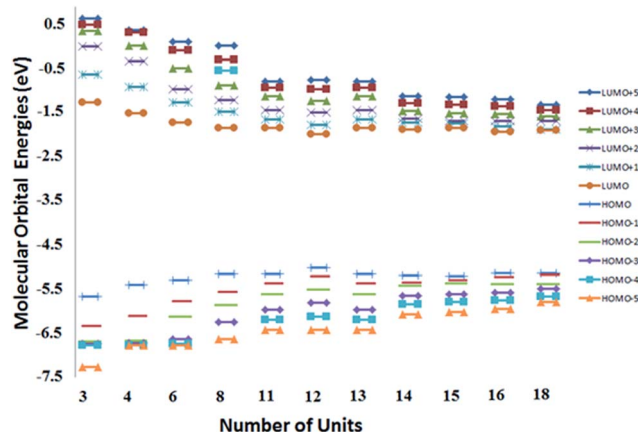 Molecular Orbital Energies (eV)
0.5
-0.5
-1.5
-2.5
-3.5
-4.5
-5.5
-6.5
-7.5
3 4 6 8 11 12 13 14 15 16 18
Number of Units
LUMO+5
LUMO+4
LUMO+3
LUMO+2
LUMO+1
LUMO
HOMO
HOMO-1
HOMO-2
HOMO-3
HOMO-4
HOMO-5